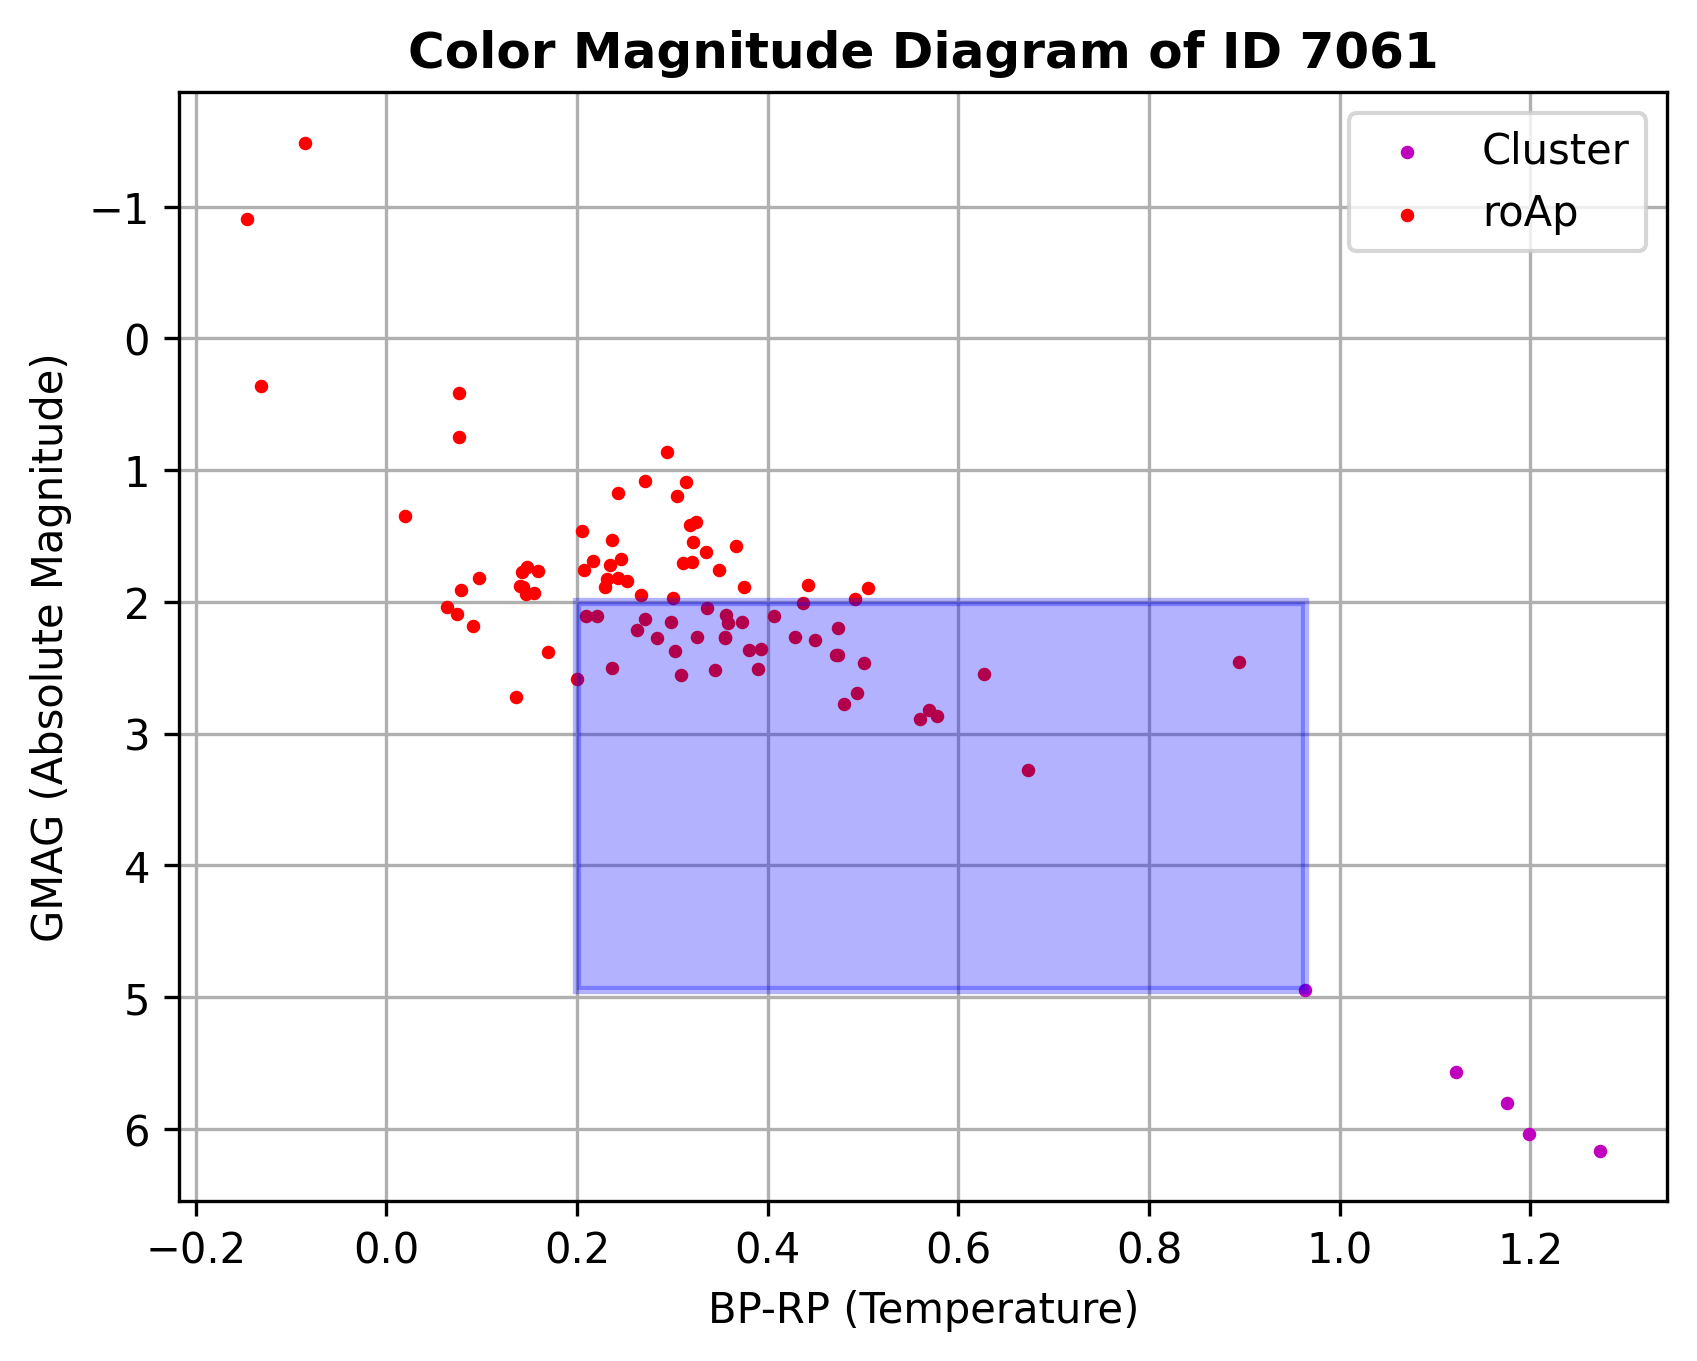 Color Magnitude Diagram of ID 7061
Cluster
roAp
−1
0
1
2
3
4
5
6
GMAG (Absolute Magnitude)
−0.2 0.0 0.2 0.4 0.6 0.8 1.0 1.2
BP-RP (Temperature)